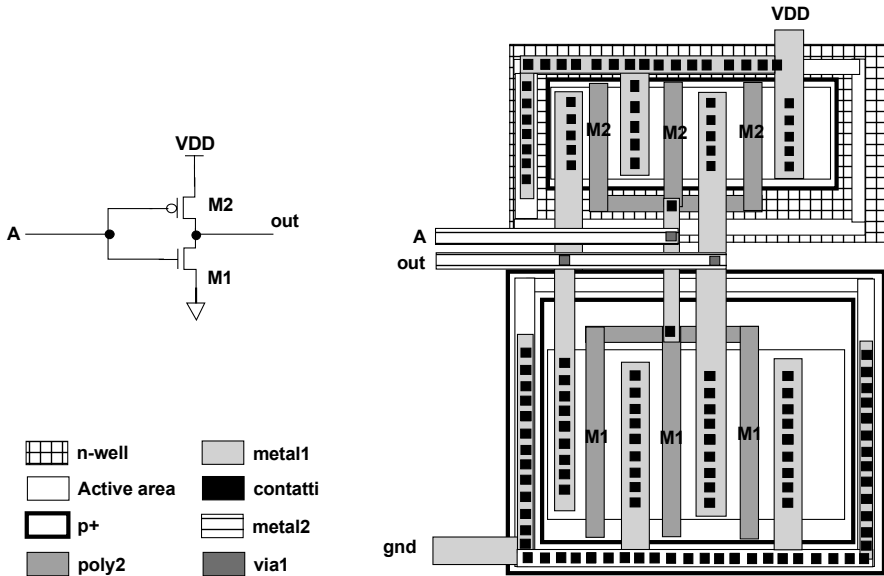 VDD
M2
A
out
M1
VDD
M2
M2
M2
A
out
M1
M1
M1
gnd
n-well
metal1
Active area
contatti
p+
metal2
poly2
via1